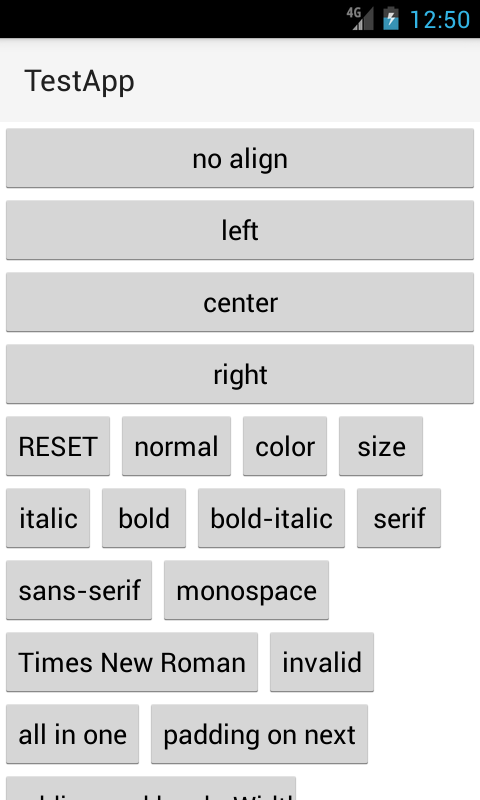 4G 12:50
TestApp
no align
left
center
right
RESET normal color size
italic bold bold-italic serif
sans-serif monospace
Times New Roman invalid
all in one padding on next